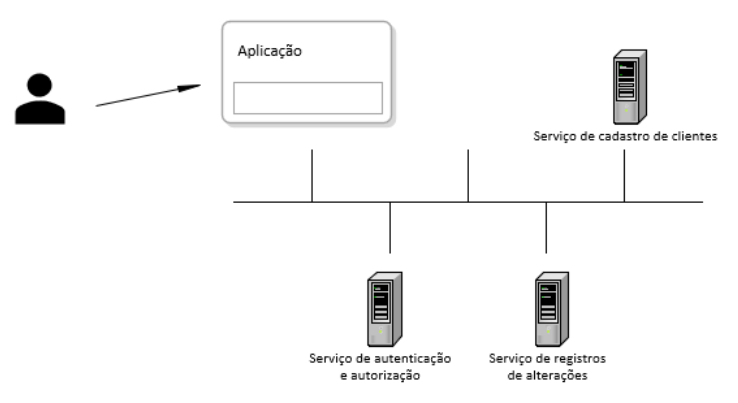 Aplicação
Serviço de cadastro de clientes
Serviço de autenticação
e autorização
Serviço de registros
de alterações